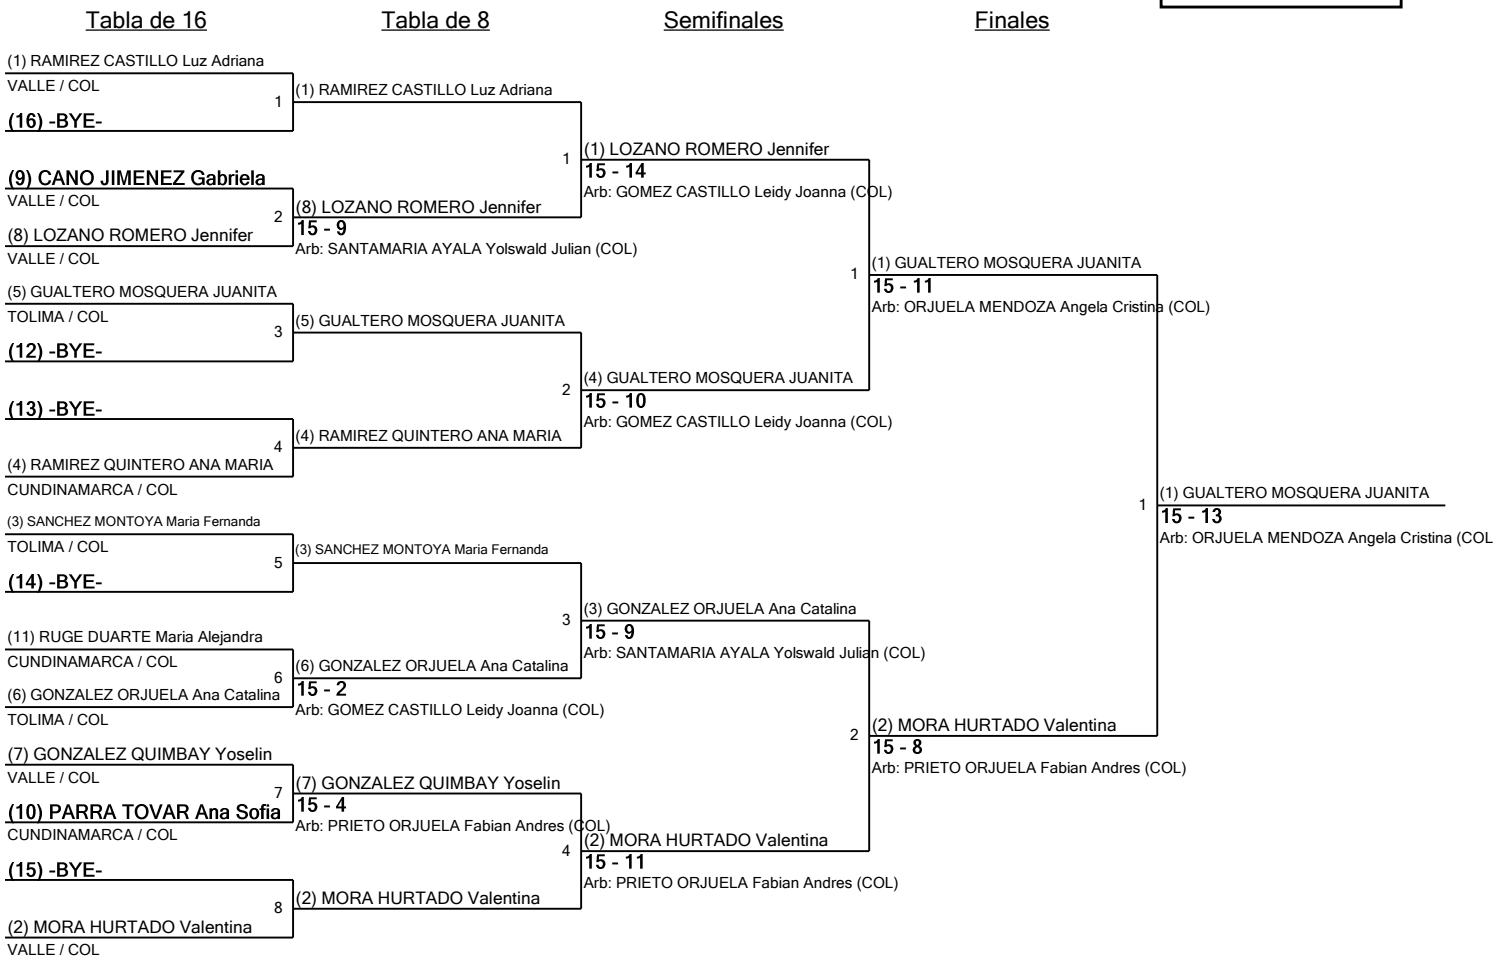 Tabla de 16
Tabla de 8
Semifinales
Finales
(1) RAMIREZ CASTILLO Luz Adriana
VALLE / COL
1
(16) -BYE-
(9) CANO JIMENEZ Gabriela
VALLE / COL
2
(8) LOZANO ROMERO Jennifer
VALLE / COL
(5) GUALTERO MOSQUERA JUANITA
TOLIMA / COL
3
(12) -BYE-
(13) -BYE-
4
(4) RAMIREZ QUINTERO ANA MARIA
CUNDINAMARCA / COL
(3) SANCHEZ MONTOYA Maria Fernanda
TOLIMA / COL
5
(14) -BYE-
(11) RUGE DUARTE Maria Alejandra
CUNDINAMARCA / COL
6
(6) GONZALEZ ORJUELA Ana Catalina
TOLIMA / COL
(7) GONZALEZ QUIMBAY Yoselin
VALLE / COL
7
(10) PARRA TOVAR Ana Sofia
CUNDINAMARCA / COL
(15) -BYE-
8
(2) MORA HURTADO Valentina
VALLE / COL
(1) RAMIREZ CASTILLO Luz Adriana
1
(8) LOZANO ROMERO Jennifer
15 - 9
Arb: SANTAMARIA AYALA Yolswald Julian (COL)
(5) GUALTERO MOSQUERA JUANITA
2
(4) RAMIREZ QUINTERO ANA MARIA
(3) SANCHEZ MONTOYA Maria Fernanda
3
(6) GONZALEZ ORJUELA Ana Catalina
15 - 2
Arb: GOMEZ CASTILLO Leidy Joanna (COL)
(7) GONZALEZ QUIMBAY Yoselin
15 - 4
Arb: PRIETO ORJUELA Fabian Andres (COL)
4
(2) MORA HURTADO Valentina
(1) LOZANO ROMERO Jennifer
15 - 14
Arb: GOMEZ CASTILLO Leidy Joanna (COL)
1
(4) GUALTERO MOSQUERA JUANITA
15 - 10
Arb: GOMEZ CASTILLO Leidy Joanna (COL)
(3) GONZALEZ ORJUELA Ana Catalina
15 - 9
Arb: SANTAMARIA AYALA Yolswald Julian (COL)
2
(2) MORA HURTADO Valentina
15 - 11
Arb: PRIETO ORJUELA Fabian Andres (COL)
(1) GUALTERO MOSQUERA JUANITA
15 - 11
Arb: ORJUELA MENDOZA Angela Cristina (COL)
1
(2) MORA HURTADO Valentina
15 - 8
Arb: PRIETO ORJUELA Fabian Andres (COL)
(1) GUALTERO MOSQUERA JUANITA
15 - 13
Arb: ORJUELA MENDOZA Angela Cristina (COL